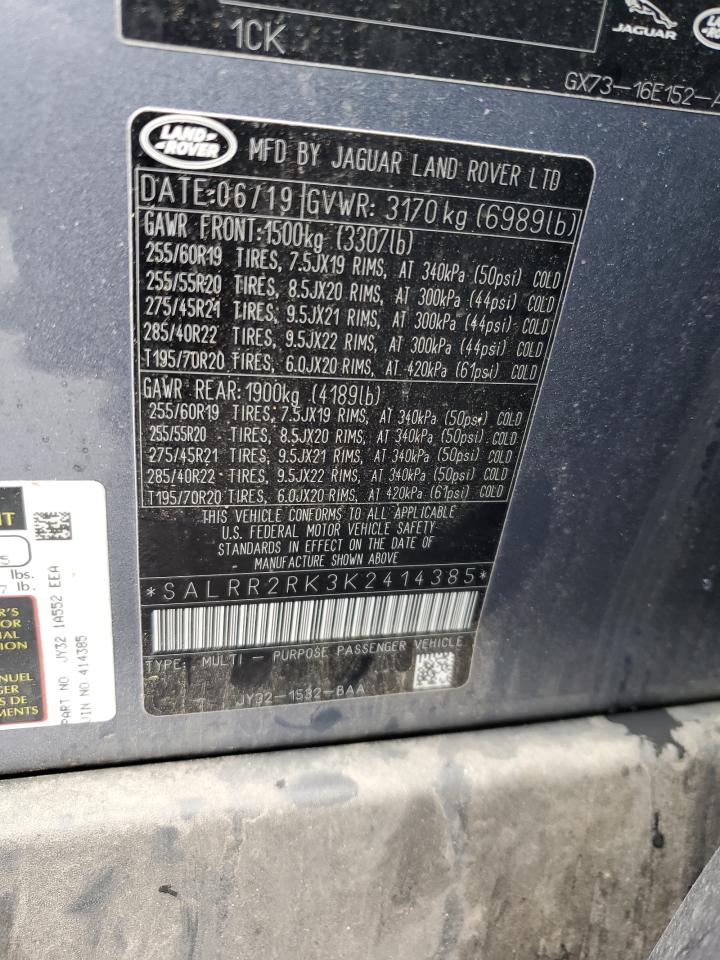 1CK
JAGUAR
GX73-16E152-
LAND ROVER
MFD BY JAGUAR LAND ROVER LTD
DATE:06/19 GVWR: 3170kg (6989lb)
GAWR FRONT:1500kg (3307lb)
255/60R19 TIRES, 7.5JX19 RIMS, AT 340kPa (50psi) COLD
255/55R20 TIRES, 8.5JX20 RIMS, AT 300kPa (44psi) COLD
275/45R21 TIRES, 9.5JX21 RIMS, AT 300kPa (44psi) COLD
285/40R22 TIRES, 9.5JX22 RIMS, AT 300kPa (44psi) COLD
T195/70R20 TIRES, 6.0JX20 RIMS, AT 420kPa (61psi) COLD
GAWR REAR:1900kg (4189lb)
255/60R19 TIRES, 7.5JX19 RIMS, AT 340kPa (50psi) COLD
255/55R20 TIRES, 8.5JX20 RIMS, AT 340kPa (50psi) COLD
275/45R21 TIRES, 9.5JX21 RIMS, AT 340kPa (50psi) COLD
285/40R22 TIRES, 9.5JX22 RIMS, AT 340kPa (50psi) COLD
T195/70R20 TIRES, 6.0JX20 RIMS, AT 420kPa (61psi) COLD
THIS VEHICLE CONFORMS TO ALL APPLICABLE
U.S. FEDERAL MOTOR VEHICLE SAFETY
STANDARDS IN EFFECT ON THE DATE OF
MANUFACTURE SHOWN ABOVE
*SALRR2RK3K2414385*
TYPE: MULTI - PURPOSE PASSENGER VEHICLE
JY32-1532-BAA
lbs.
lb.
PART NO JY32 1A552 EEA
VIN NO 414385